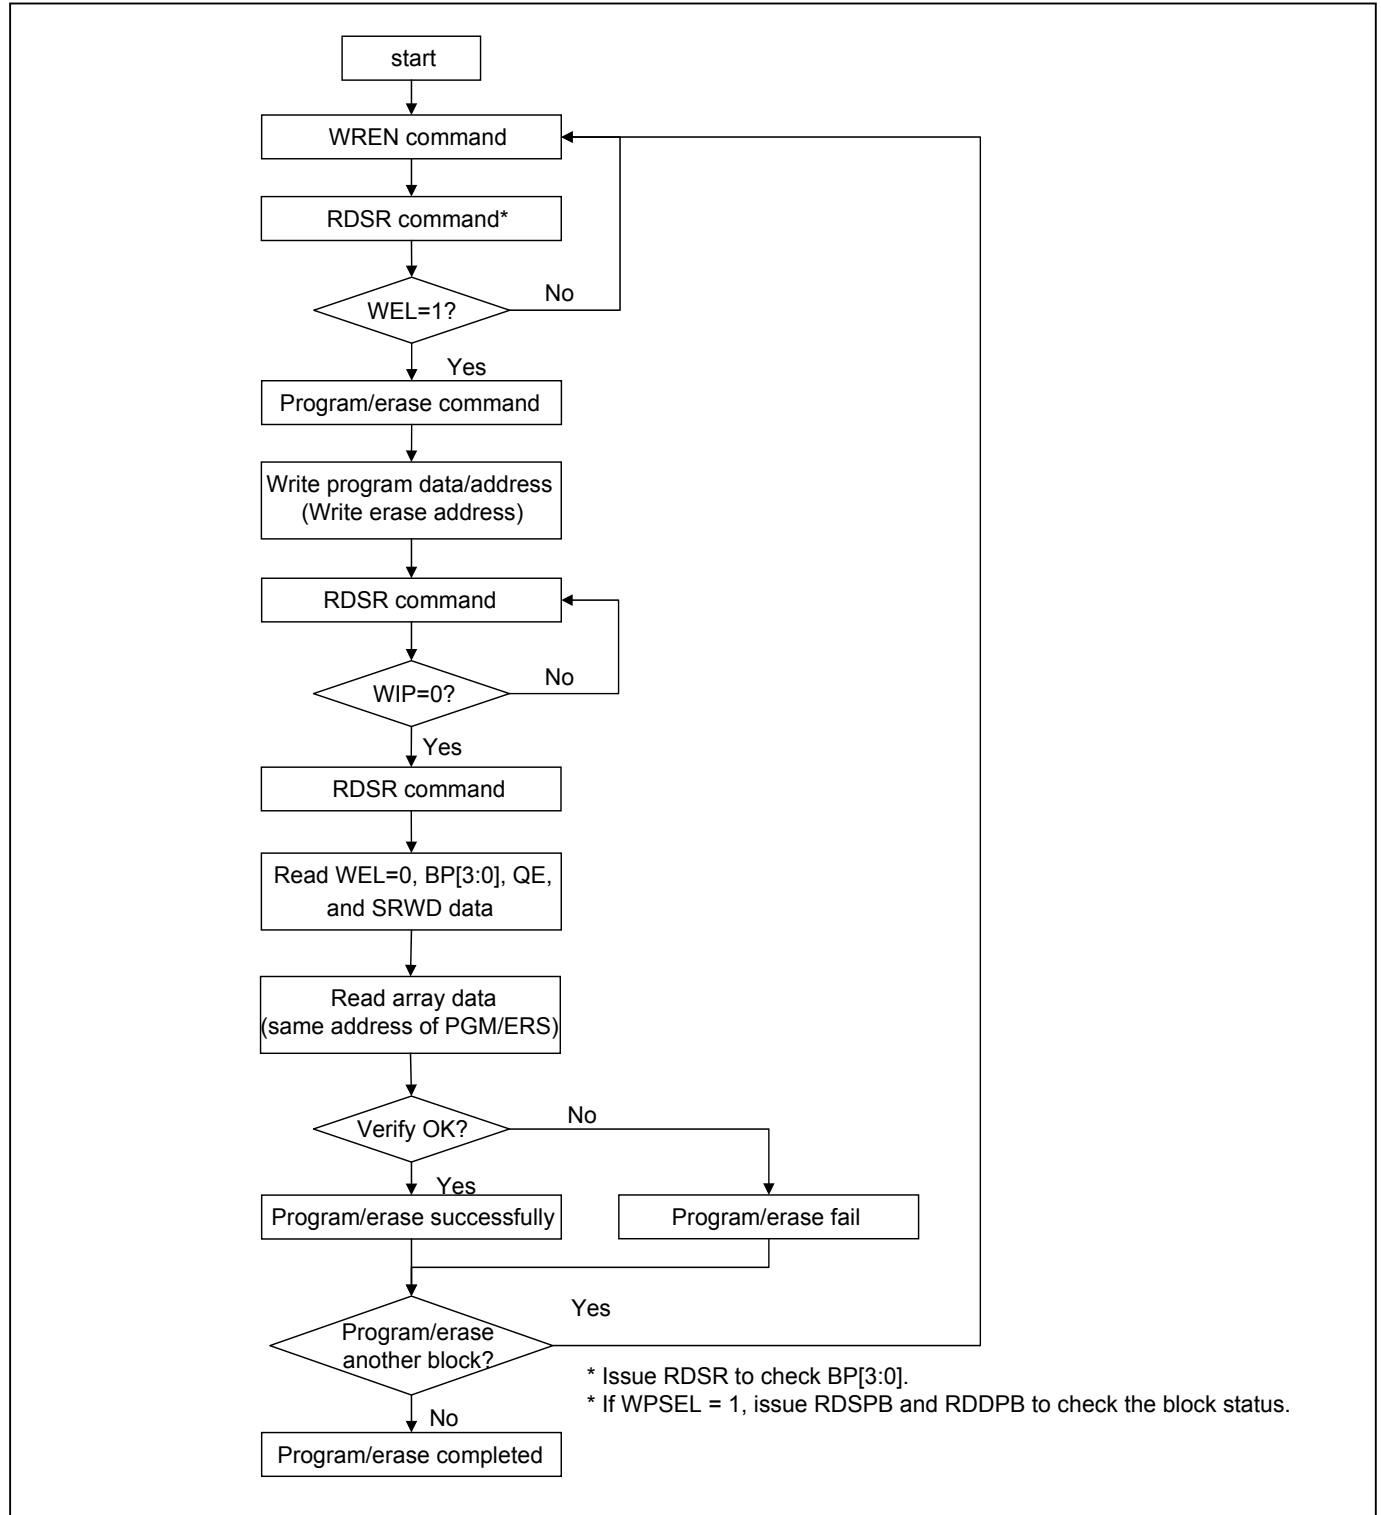 start
WREN command
RDSR command*
WEL=1?
No
Yes
Program/erase command
Write program data/address
(Write erase address)
RDSR command
WIP=0?
No
Yes
RDSR command
Read WEL=0, BP[3:0], QE,
and SRWD data
Read array data
(same address of PGM/ERS)
Verify OK?
No
Yes
Program/erase successfully
Program/erase fail
Yes
Program/erase
another block?
* Issue RDSR to check BP[3:0].
* If WPSEL = 1, issue RDSPB and RDDPB to check the block status.
No
Program/erase completed